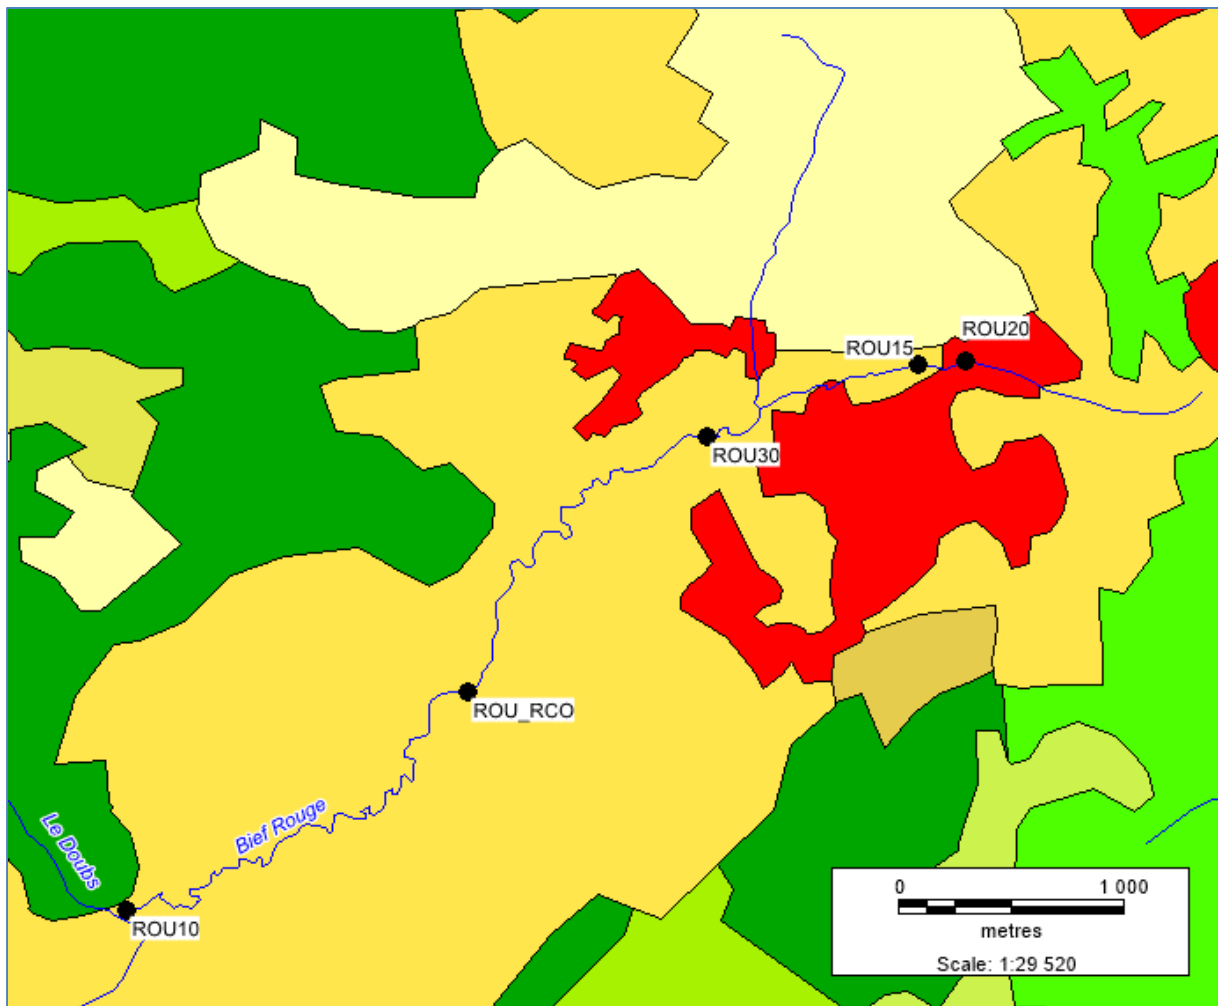 ROU20
ROU15
ROU30
ROU_RCO
Bief Rouge
Le Doubs
ROU10
0 1 000
metres
Scale: 1:29 520